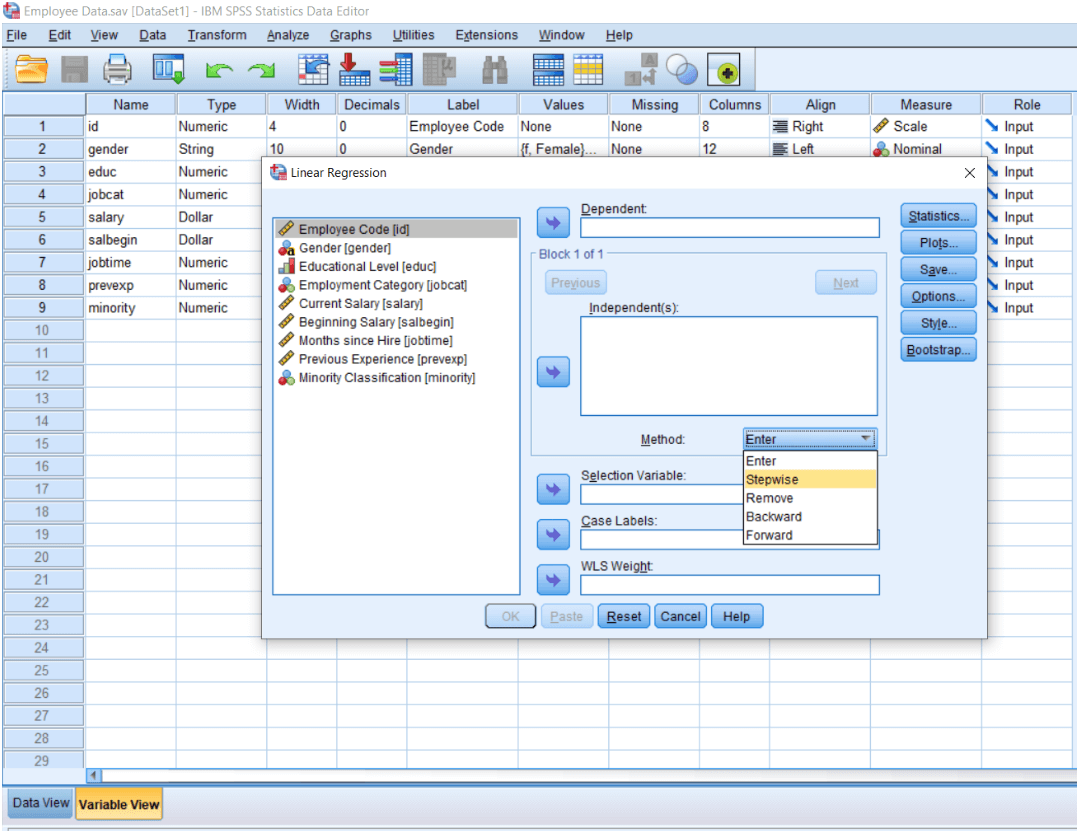 Employee Data.sav [DataSet1] - IBM SPSS Statistics Data Editor
File Edit View Data Transform Analyze Graphs Utilities Extensions Window Help
Name Type Width Decimals Label Values Missing Columns Align Measure Role
1 id Numeric 4 0 Employee Code None None 8 Right Scale Input
2 gender String 10 0 Gender {f, Female}... None 12 Left Nominal Input
3 educ Numeric Input
4 jobcat Numeric Input
5 salary Dollar Input
6 salbegin Dollar Input
7 jobtime Numeric Input
8 prevexp Numeric Input
9 minority Numeric Input
10
11
12
13
14
15
16
17
18
19
20
21
22
23
24
25
26
27
28
29
Linear Regression
Employee Code [id]
Gender [gender]
Educational Level [educ]
Employment Category [jobcat]
Current Salary [salary]
Beginning Salary [salbegin]
Months since Hire [jobtime]
Previous Experience [prevexp]
Minority Classification [minority]
Dependent:
Block 1 of 1
Previous Next
Independent(s):
Method: Enter
Enter
Stepwise
Remove
Backward
Forward
Selection Variable:
Case Labels:
WLS Weight:
Statistics...
Plots...
Save...
Options...
Style...
Bootstrap...
OK Paste Reset Cancel Help
Data View Variable View